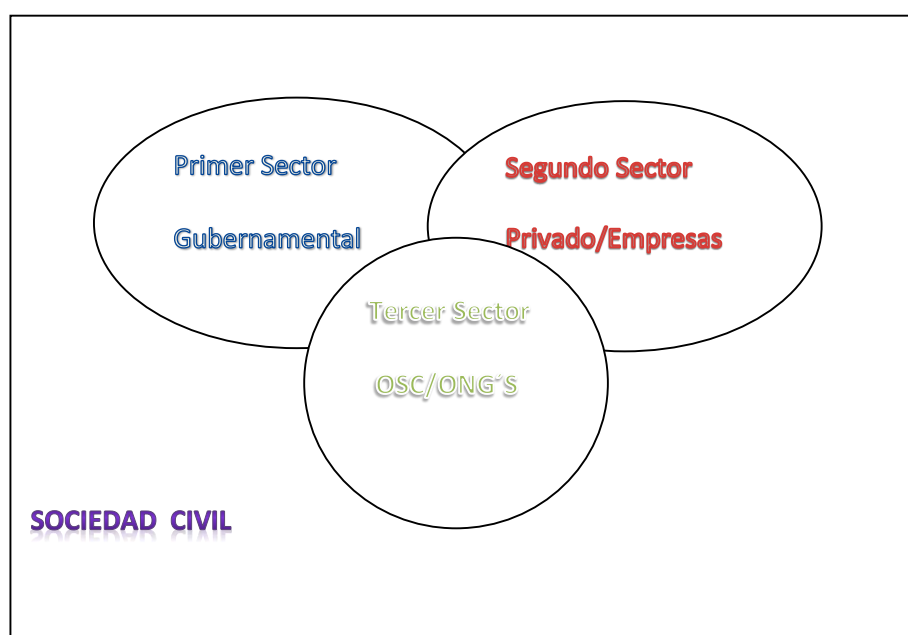 Primer Sector
Gubernamental
Segundo Sector
Privado/Empresas
Tercer Sector
OSC/ONG´S
SOCIEDAD CIVIL